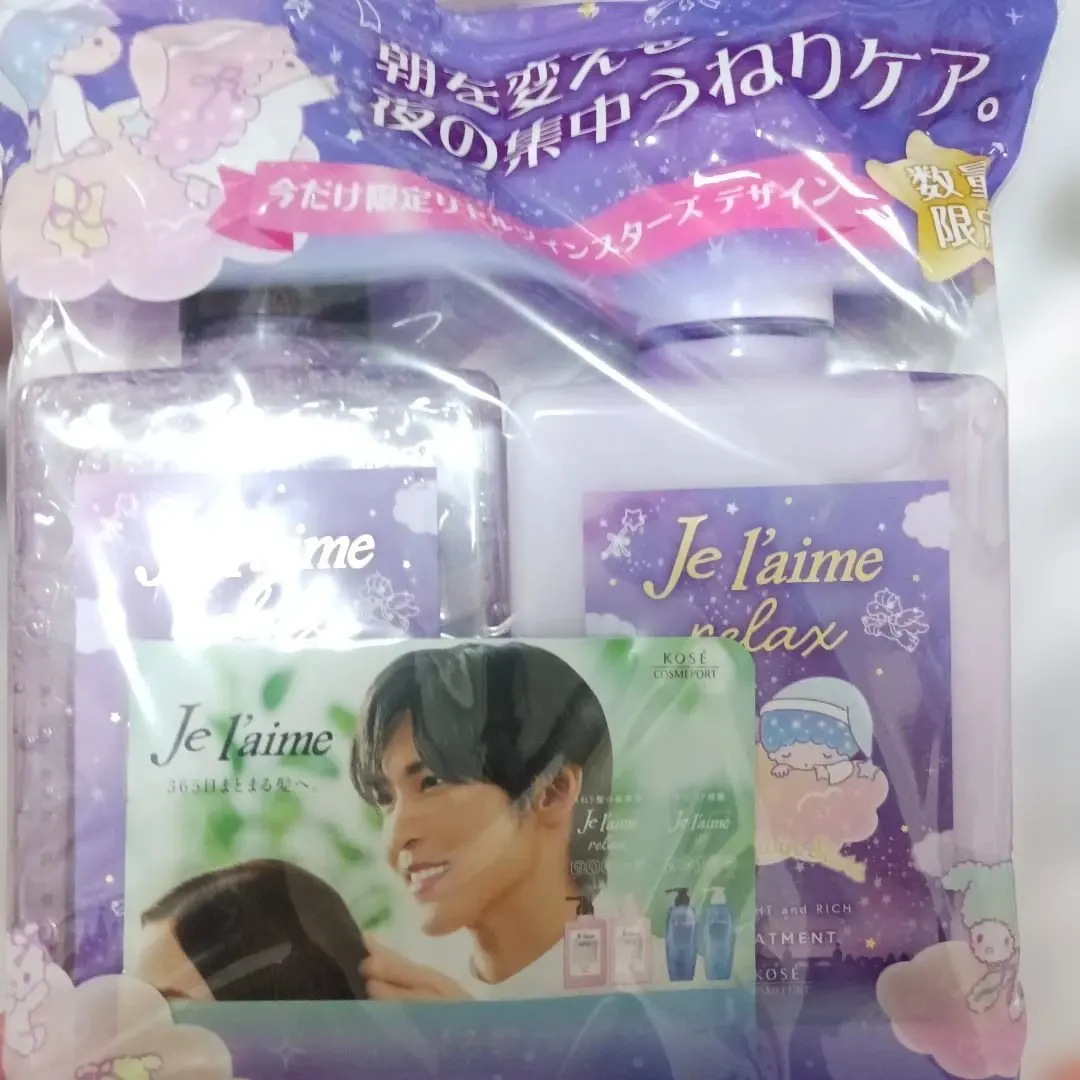 朝を変える
夜の集中うねりケア。
今だけ限定リトルツインスターズ デザイン
数量
限定
Je l'aime
Je l'aime
relax
KOSÉ
COSMEPORT
Je l'aime
365日まとまる髪へ。
Je l'aime
relax
Je l'aime
and RICH
KOSÉ
COSMEPORT